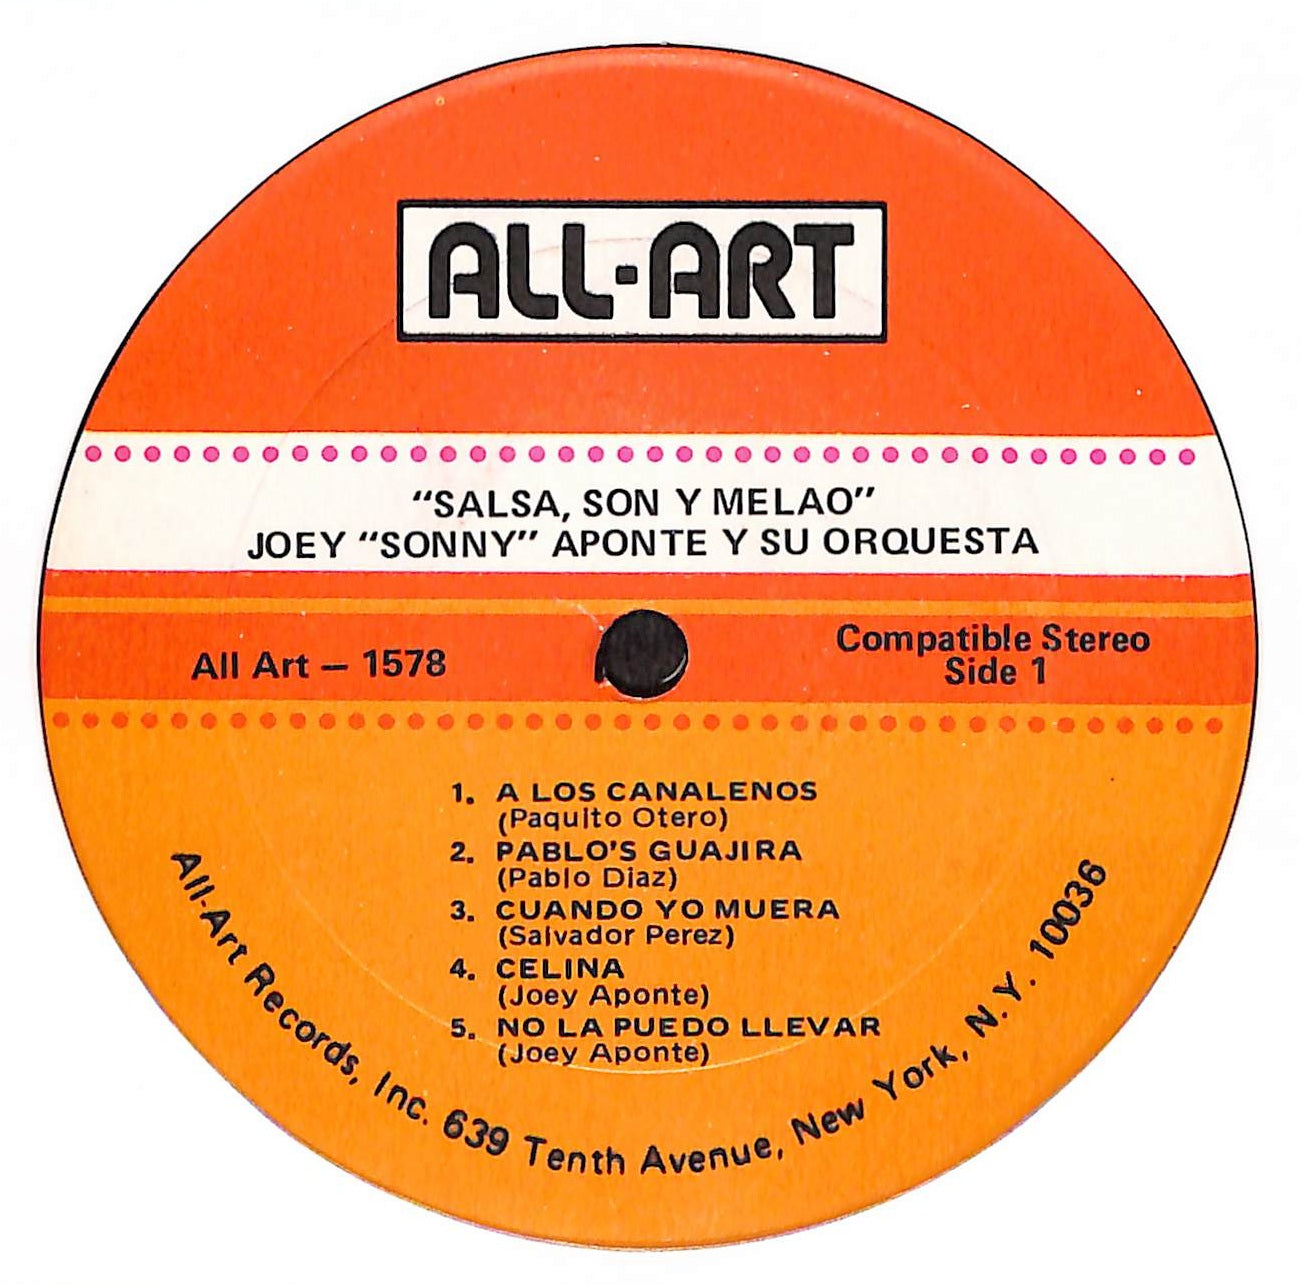 ALL-ART
"SALSA, SON Y MELAO"
JOEY "SONNY" APONTE Y SU ORQUESTA
All Art — 1578
Compatible Stereo
Side 1
1. A LOS CANALENOS
(Paquito Otero)
2. PABLO'S GUAJIRA
(Pablo Diaz)
3. CUANDO YO MUERA
(Salvador Perez)
4. CELINA
(Joey Aponte)
5. NO LA PUEDO LLEVAR
(Joey Aponte)
All-Art Records, Inc. 639 Tenth Avenue, New York, N.Y. 10036